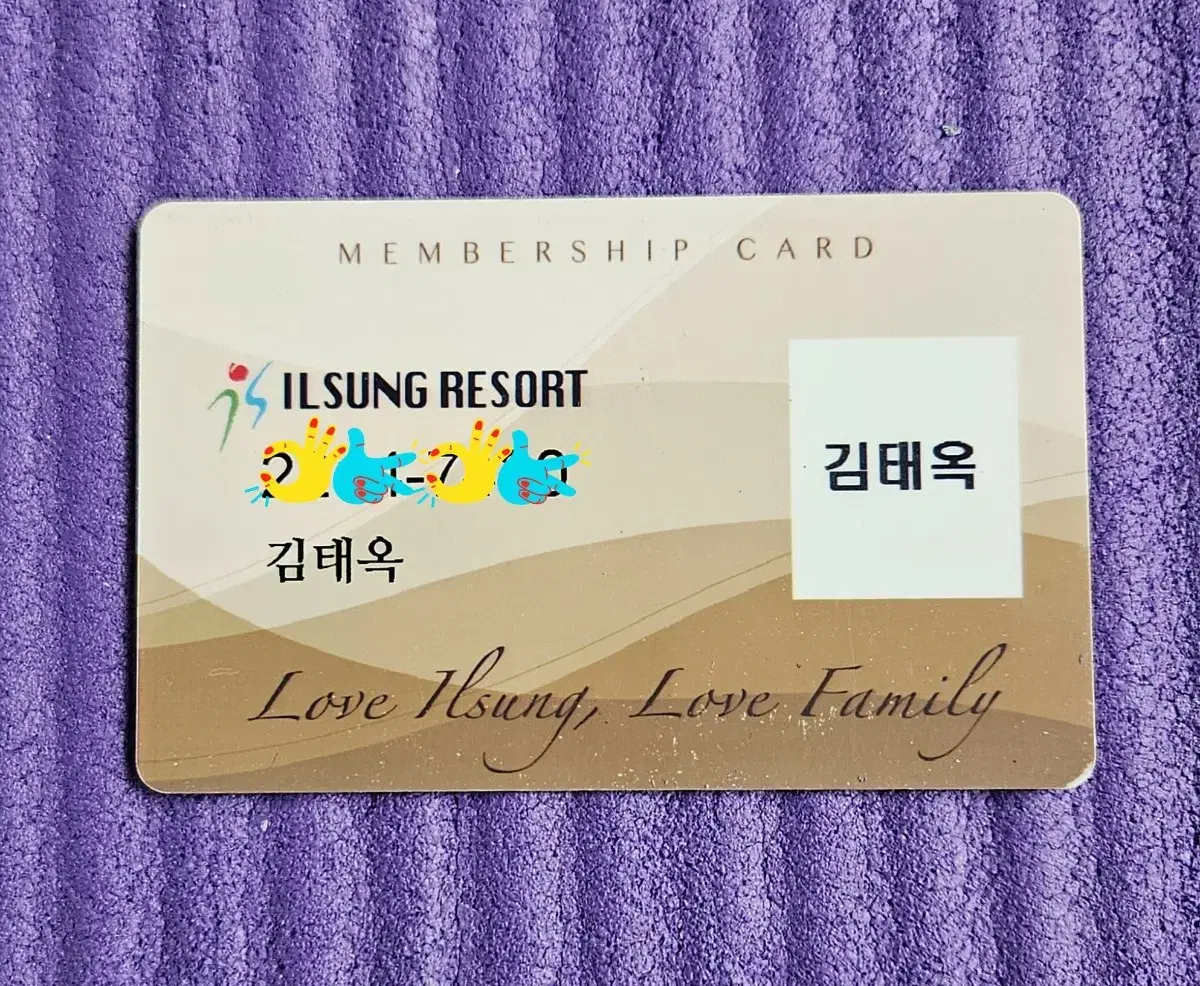 MEMBERSHIP CARD
ILSUNG RESORT
김태옥
김태옥
Love Ilsung, Love Family